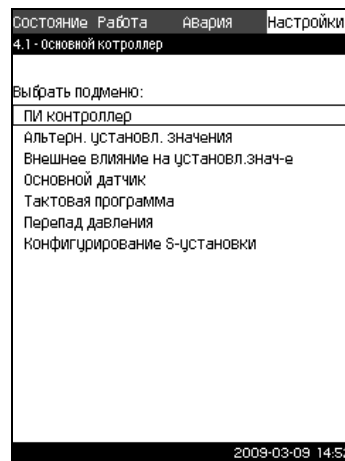 Состояние Работа Авария Настройки
4.1 - Основной котроллер
Выбрать подменю:
ПИ контроллер
Альтерн. установл. значения
Внешнее влияние на установл.знач-е
Основной датчик
Тактовая программа
Перепад давления
Конфигурирование S-установки
2009-03-09 14:52